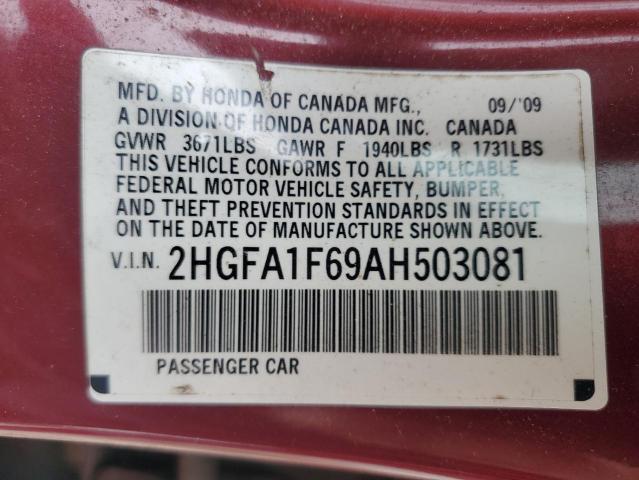 MFD. BY HONDA OF CANADA MFG., 09/'09
A DIVISION OF HONDA CANADA INC. CANADA
GVWR 3671LBS GAWR F 1940LBS R 1731LBS
THIS VEHICLE CONFORMS TO ALL APPLICABLE
FEDERAL MOTOR VEHICLE SAFETY, BUMPER,
AND THEFT PREVENTION STANDARDS IN EFFECT
ON THE DATE OF MANUFACTURE SHOWN ABOVE.
V.I.N. 2HGFA1F69AH503081
PASSENGER CAR